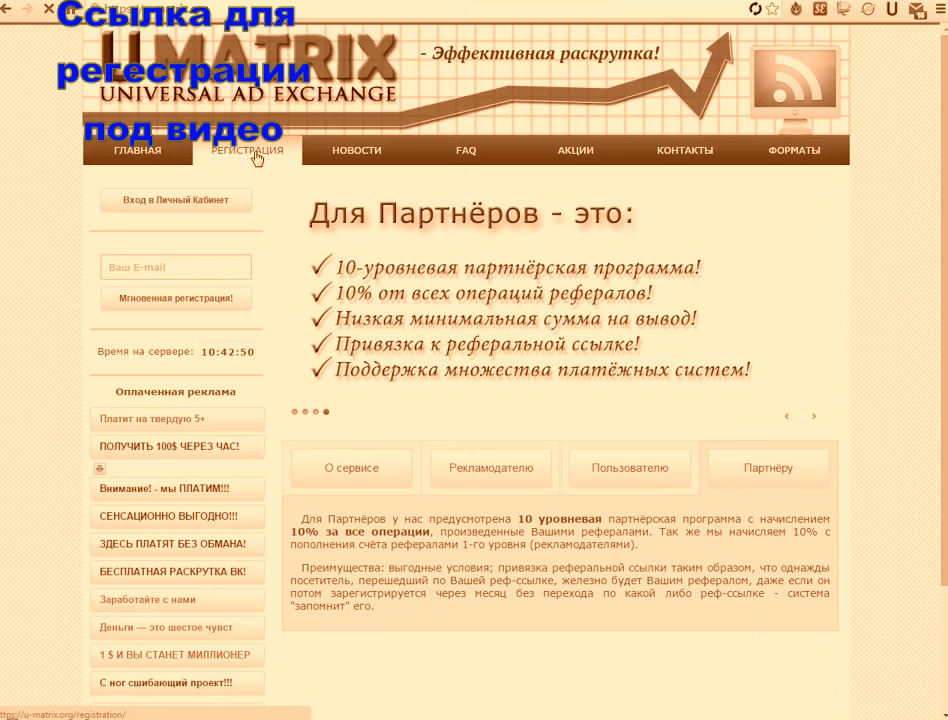 Ссылка для
регестрации
под видео
U MATRIX
UNIVERSAL AD EXCHANGE
- Эффективная раскрутка!
ГЛАВНАЯ
РЕГИСТРАЦИЯ
НОВОСТИ
FAQ
АКЦИИ
КОНТАКТЫ
ФОРМАТЫ
Вход в Личный Кабинет
Ваш E-mail
Мгновенная регистрация!
Время на сервере: 10:42:50
Оплаченная реклама
Платит на твердую 5+
ПОЛУЧИТЬ 100$ ЧЕРЕЗ ЧАС!
Внимание! - мы ПЛАТИМ!!!
СЕНСАЦИОННО ВЫГОДНО!!!
ЗДЕСЬ ПЛАТЯТ БЕЗ ОБМАНА!
БЕСПЛАТНАЯ РАСКРУТКА ВК!
Заработайте с нами
Деньги — это шестое чувст
1 $ И ВЫ СТАНЕТ МИЛЛИОНЕР
С ног сшибающий проект!!!
Для Партнёров - это:
10-уровневая партнёрская программа!
10% от всех операций рефералов!
Низкая минимальная сумма на вывод!
Привязка к реферальной ссылке!
Поддержка множества платёжных систем!
О сервисе
Рекламодателю
Пользователю
Партнёру
Для Партнёров у нас предусмотрена 10 уровневая партнёрская программа с начислением
10% за все операции, произведенные Вашими рефералами. Так же мы начисляем 10% с
пополнения счёта рефералами 1-го уровня (рекламодателями).
Преимущества: выгодные условия; привязка реферальной ссылки таким образом, что однажды
посетитель, перешедший по Вашей реф-ссылке, железно будет Вашим рефералом, даже если он
потом зарегистрируется через месяц без перехода по какой либо реф-ссылке - система
"запомнит" его.
ttps://u-matrix.org/registration/